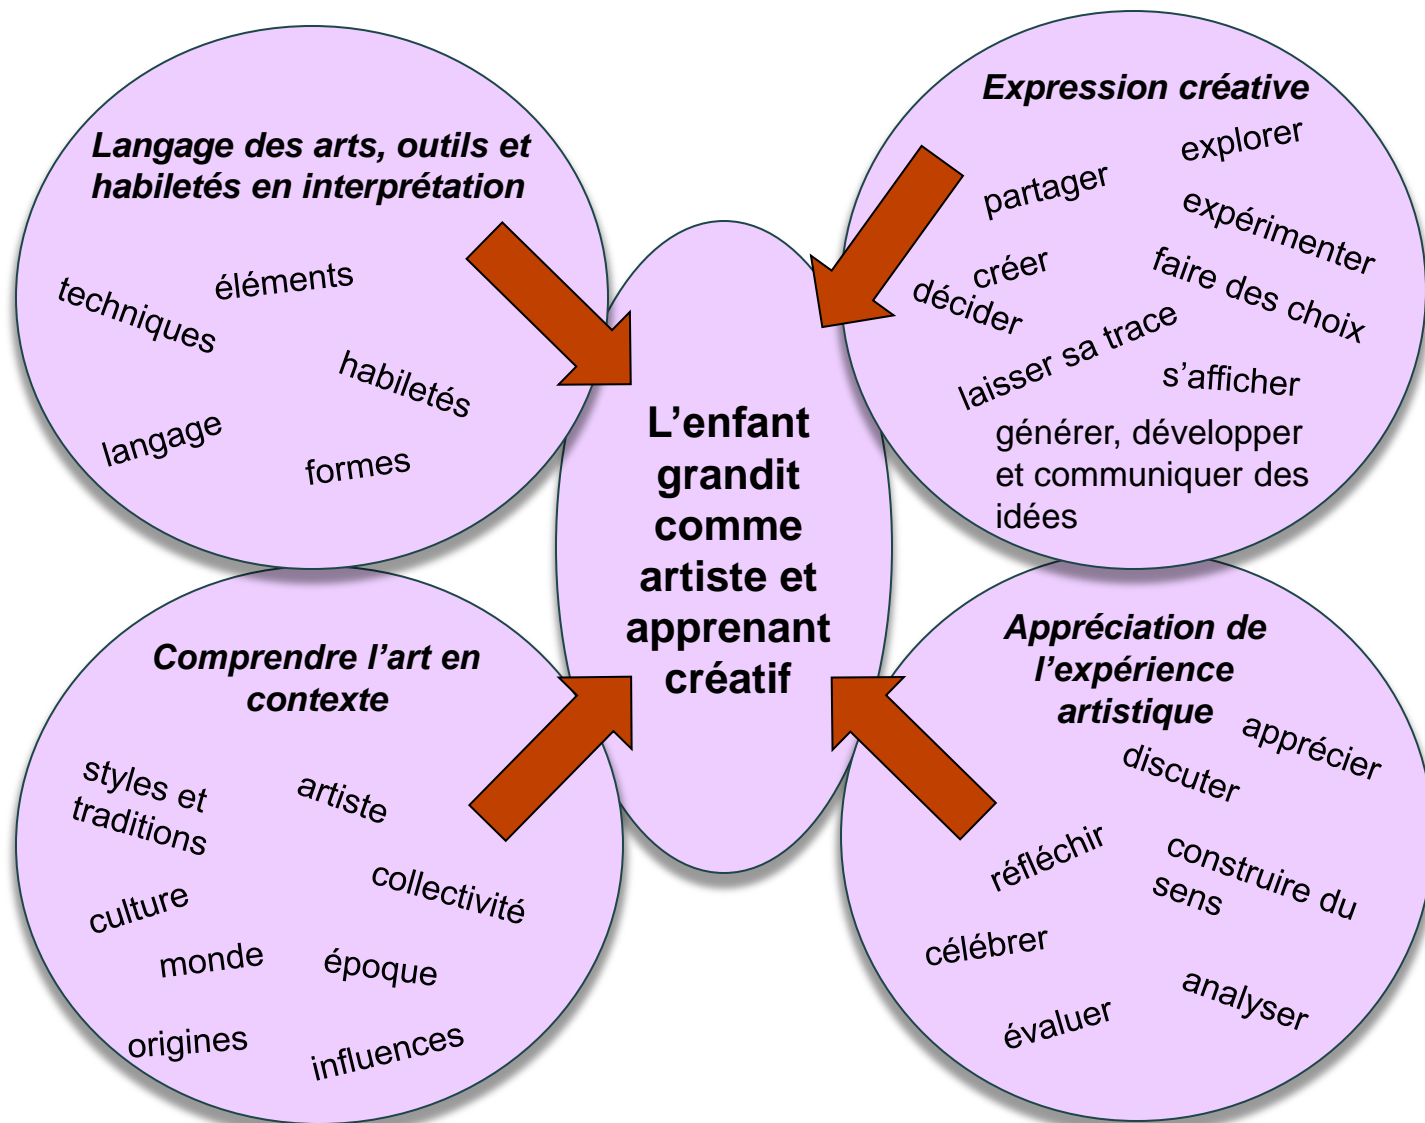 Langage des arts, outils et
habiletés en interprétation
techniques
éléments
habiletés
langage
formes
Expression créative
explorer
partager
expérimenter
créer
faire des choix
décider
laisser sa trace
s’afficher
générer, développer
et communiquer des
idées
L’enfant
grandit
comme
artiste et
apprenant
créatif
Comprendre l’art en
contexte
styles et
traditions
artiste
collectivité
culture
monde
époque
origines
influences
Appréciation de
l’expérience
artistique
apprécier
discuter
réfléchir
construire du
sens
célébrer
analyser
évaluer